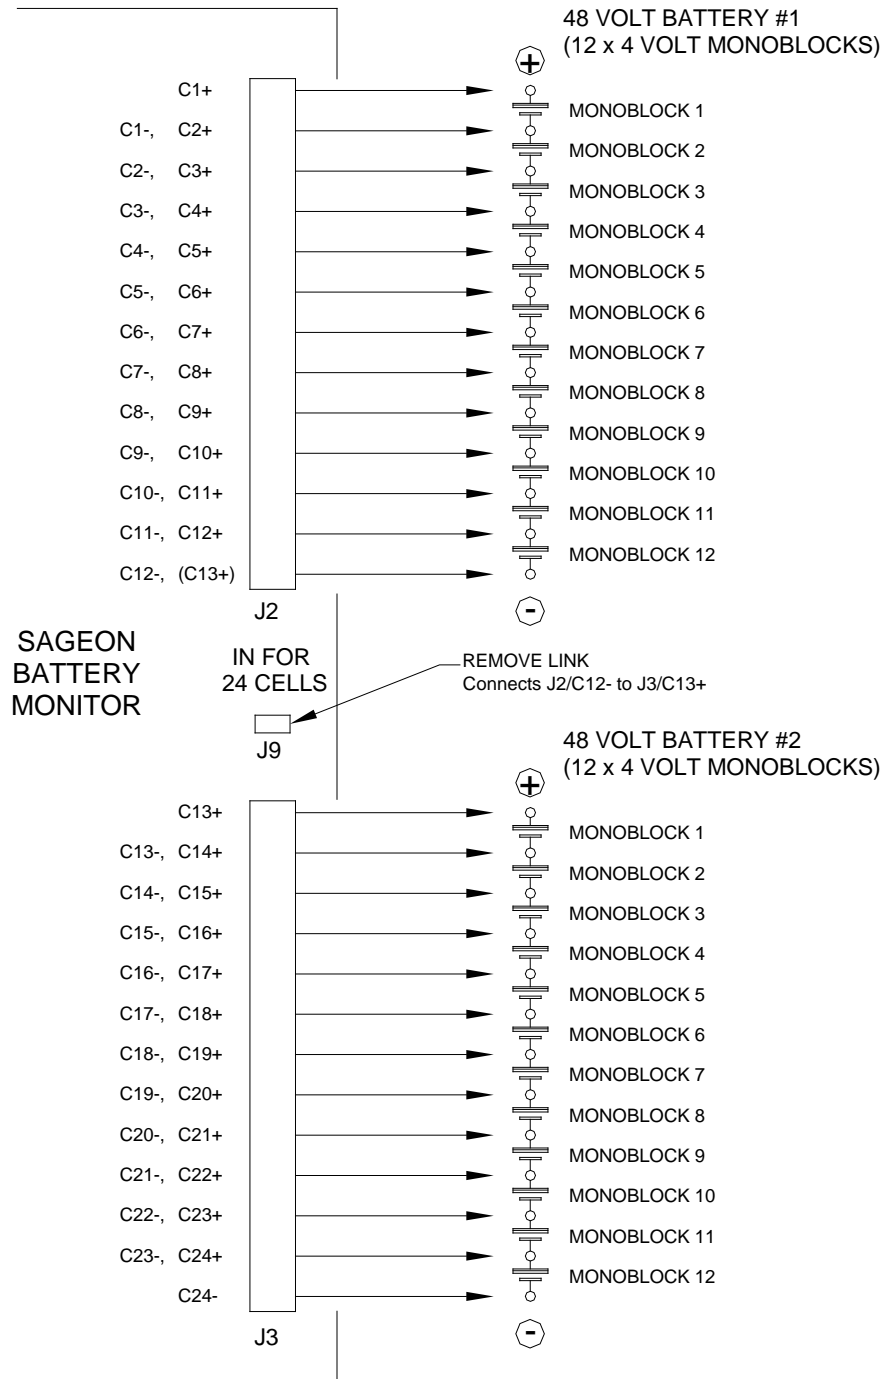 48 VOLT BATTERY #1
(12 x 4 VOLT MONOBLOCKS)
+
C1+
MONOBLOCK 1
C1-, C2+
MONOBLOCK 2
C2-, C3+
MONOBLOCK 3
C3-, C4+
MONOBLOCK 4
C4-, C5+
MONOBLOCK 5
C5-, C6+
MONOBLOCK 6
C6-, C7+
MONOBLOCK 7
C7-, C8+
MONOBLOCK 8
C8-, C9+
MONOBLOCK 9
C9-, C10+
MONOBLOCK 10
C10-, C11+
MONOBLOCK 11
C11-, C12+
MONOBLOCK 12
C12-, (C13+)
J2
-
SAGEON
BATTERY
MONITOR
IN FOR
24 CELLS
REMOVE LINK
Connects J2/C12- to J3/C13+
J9
48 VOLT BATTERY #2
(12 x 4 VOLT MONOBLOCKS)
+
C13+
MONOBLOCK 1
C13-, C14+
MONOBLOCK 2
C14-, C15+
MONOBLOCK 3
C15-, C16+
MONOBLOCK 4
C16-, C17+
MONOBLOCK 5
C17-, C18+
MONOBLOCK 6
C18-, C19+
MONOBLOCK 7
C19-, C20+
MONOBLOCK 8
C20-, C21+
MONOBLOCK 9
C21-, C22+
MONOBLOCK 10
C22-, C23+
MONOBLOCK 11
C23-, C24+
MONOBLOCK 12
C24-
J3
-